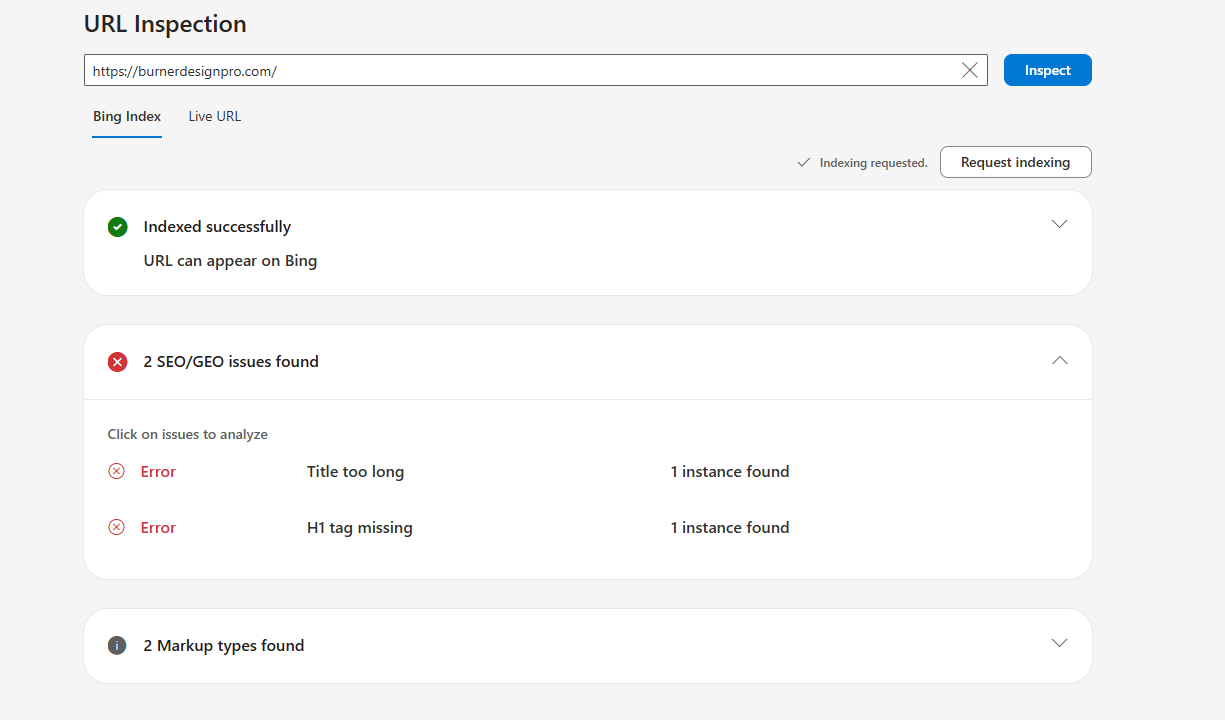 URL Inspection
https://burnerdesignpro.com/
Inspect
Bing Index Live URL
Indexing requested. Request indexing
Indexed successfully
URL can appear on Bing
2 SEO/GEO issues found
Click on issues to analyze
Error Title too long 1 instance found
Error H1 tag missing 1 instance found
2 Markup types found